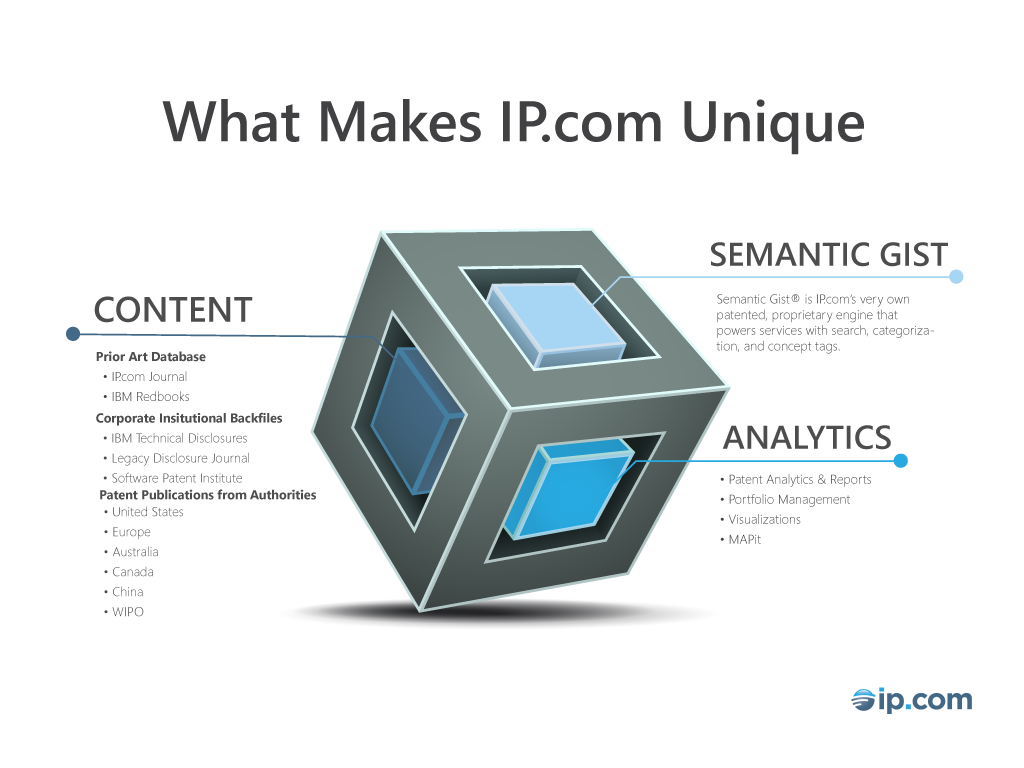 What Makes IP.com Unique
CONTENT
Prior Art Database
• IP.com Journal
• IBM Redbooks
Corporate Insitutional Backfiles
• IBM Technical Disclosures
• Legacy Disclosure Journal
• Software Patent Institute
Patent Publications from Authorities
• United States
• Europe
• Australia
• Canada
• China
• WIPO
SEMANTIC GIST
Semantic Gist® is IP.com's very own
patented, proprietary engine that
powers services with search, categoriza-
tion, and concept tags.
ANALYTICS
• Patent Analytics & Reports
• Portfolio Management
• Visualizations
• MAPit
ip.com